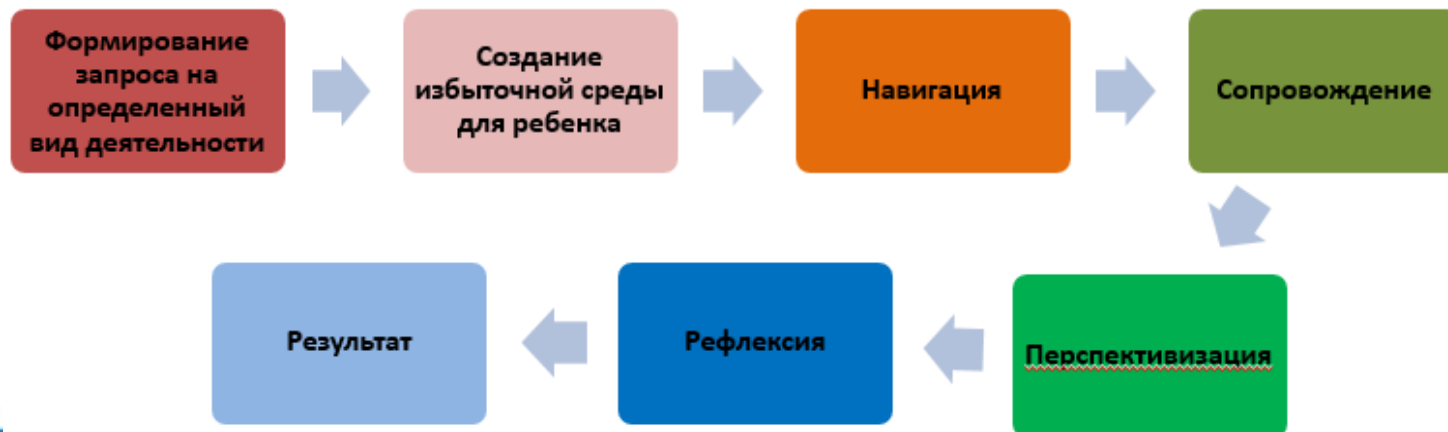 Формирование
запроса на
определенный
вид деятельности
Создание
избыточной среды
для ребенка
Навигация
Сопровождение
Перспективизация
Рефлексия
Результат